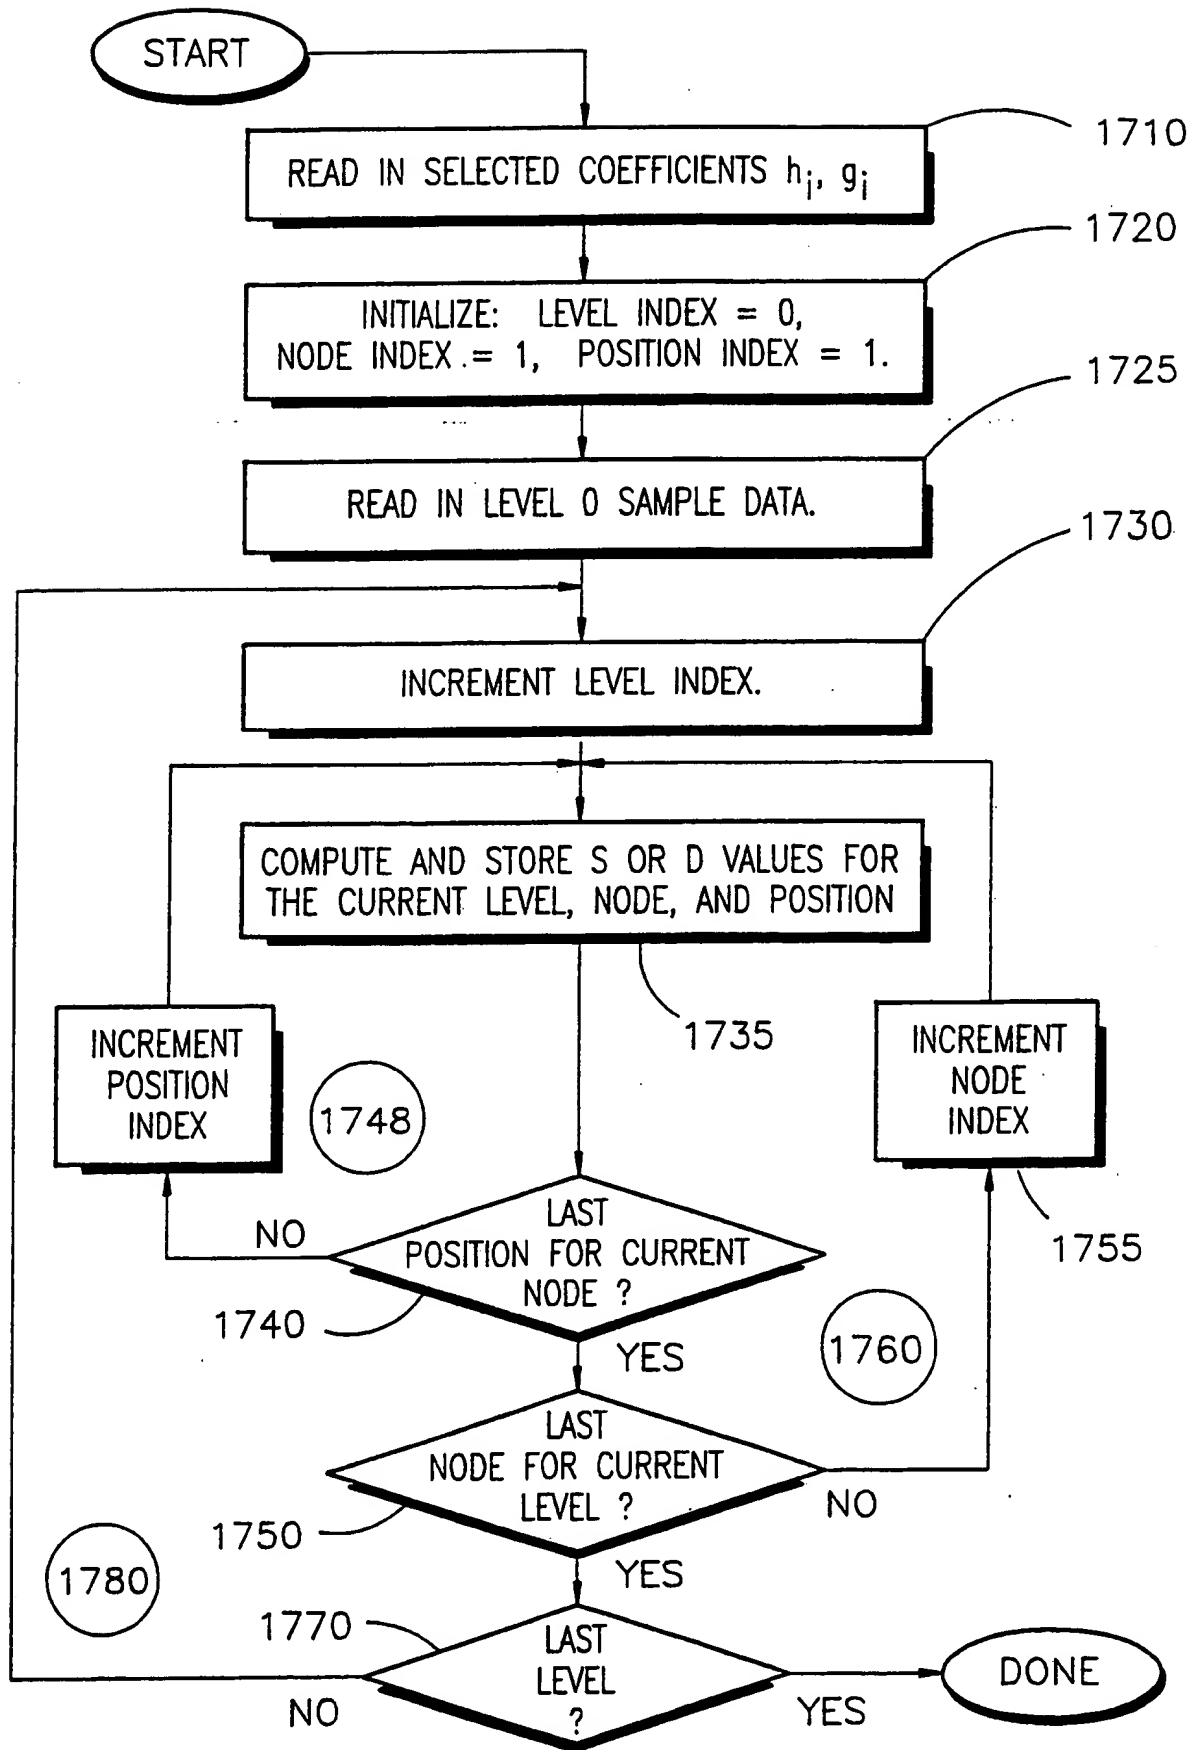 START
1710
READ IN SELECTED COEFFICIENTS hi, gi
1720
INITIALIZE: LEVEL INDEX = 0,
NODE INDEX = 1, POSITION INDEX = 1.
1725
READ IN LEVEL 0 SAMPLE DATA.
1730
INCREMENT LEVEL INDEX.
COMPUTE AND STORE S OR D VALUES FOR
THE CURRENT LEVEL, NODE, AND POSITION
1735
INCREMENT
POSITION
INDEX
1748
INCREMENT
NODE
INDEX
1755
LAST
POSITION FOR CURRENT
NODE ?
NO
1740
YES
1760
LAST
NODE FOR CURRENT
LEVEL ?
NO
1750
YES
1780
1770
LAST
LEVEL
?
NO
YES
DONE